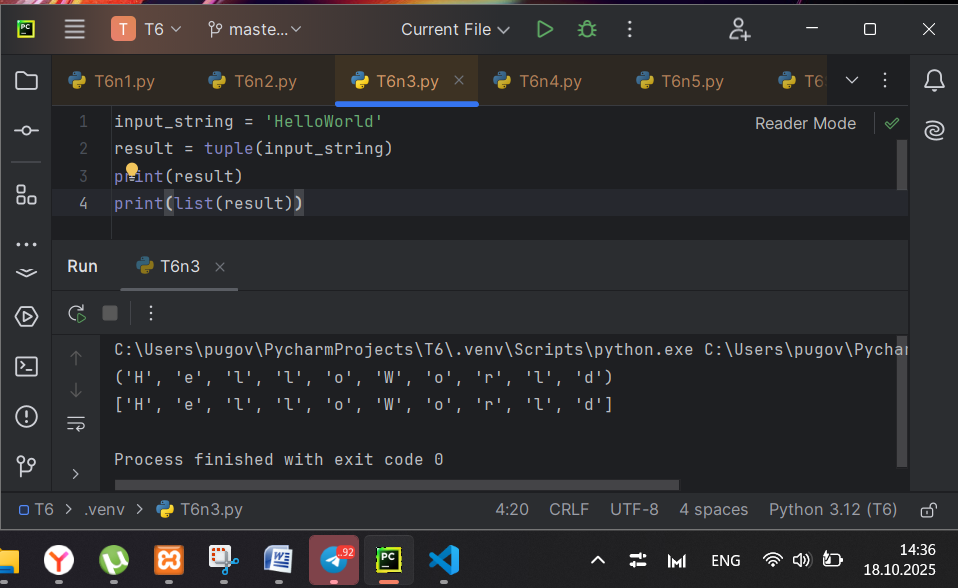 PC
T T6 maste... Current File
T6n1.py T6n2.py T6n3.py T6n4.py T6n5.py T6
1 input_string = 'HelloWorld'
Reader Mode
2 result = tuple(input_string)
3 print(result)
4 print(list(result))
Run T6n3
C:\Users\pugov\PycharmProjects\T6\.venv\Scripts\python.exe C:\Users\pugov\Pychar
('H', 'e', 'l', 'l', 'o', 'W', 'o', 'r', 'l', 'd')
['H', 'e', 'l', 'l', 'o', 'W', 'o', 'r', 'l', 'd']
Process finished with exit code 0
T6 > .venv > T6n3.py 4:20 CRLF UTF-8 4 spaces Python 3.12 (T6)
..92 PC ENG 14:36
18.10.2025